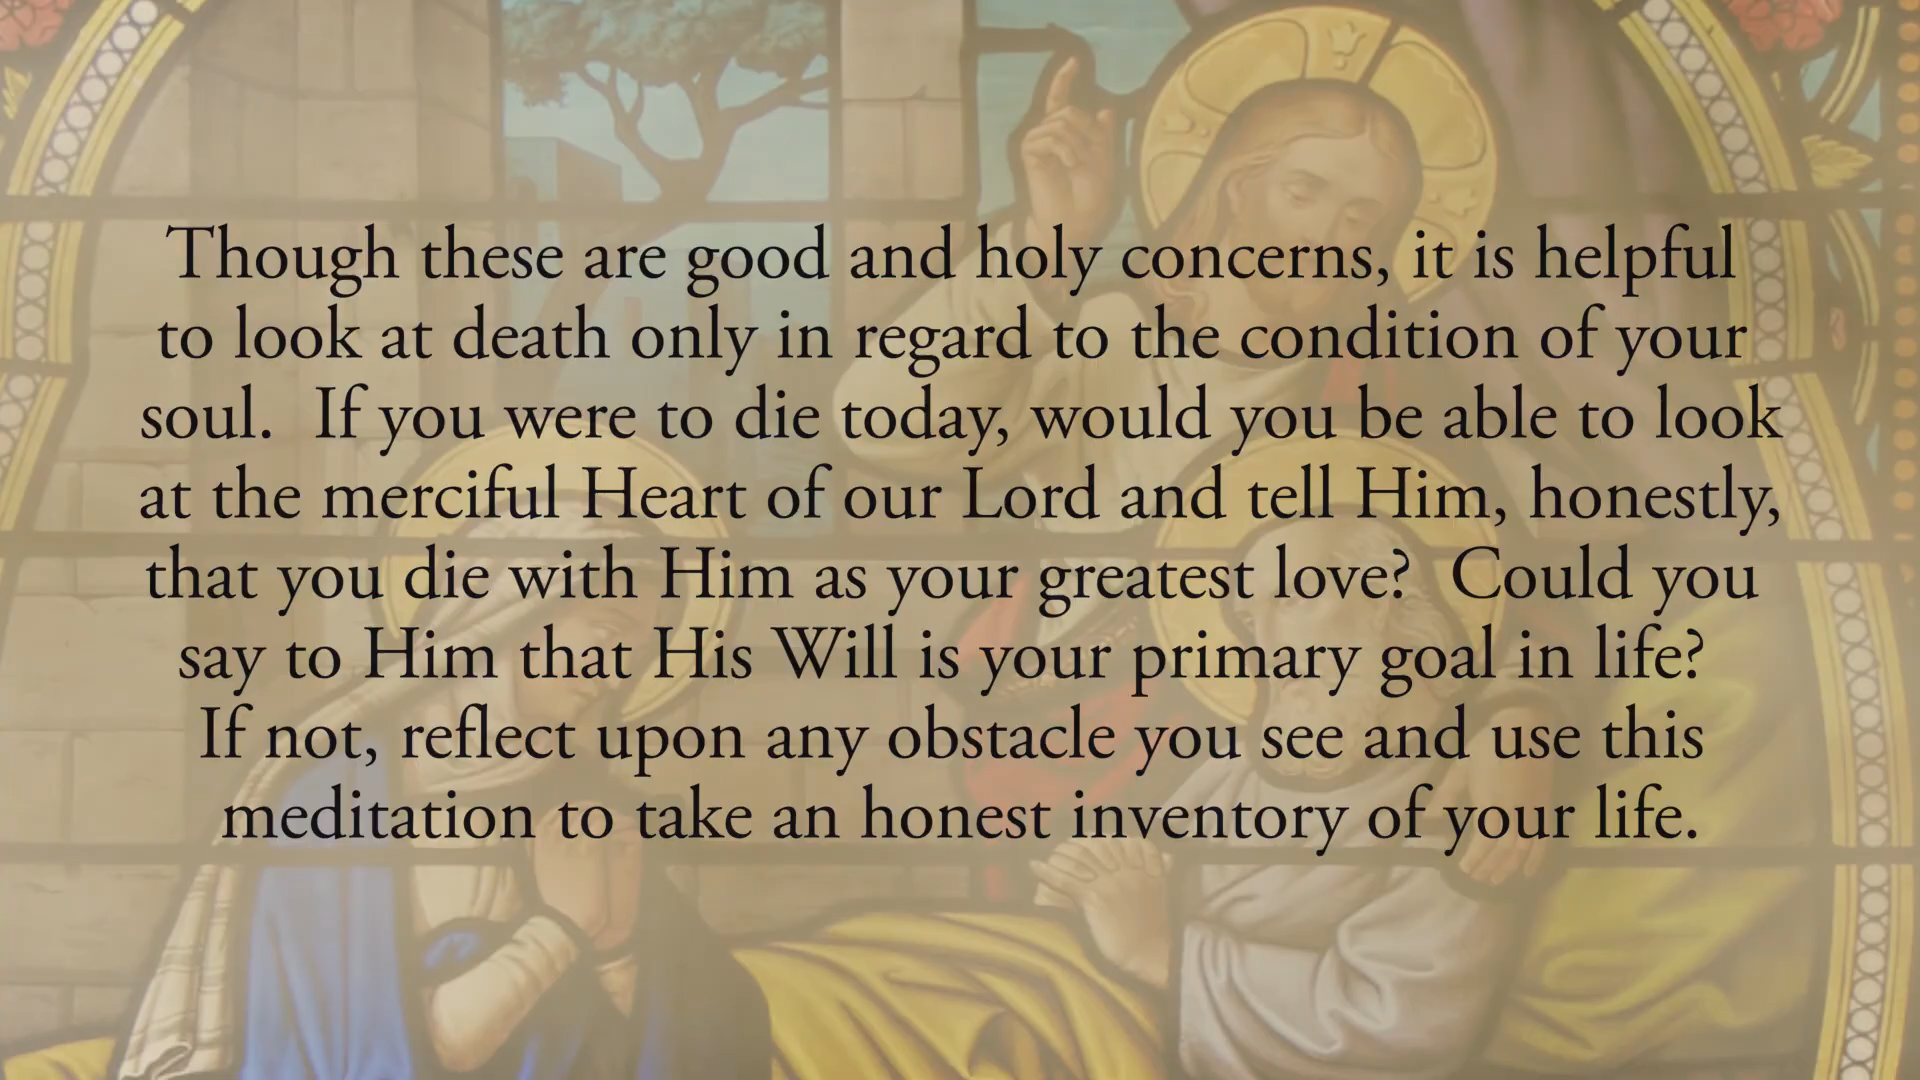 Though these are good and holy concerns, it is helpful
to look at death only in regard to the condition of your
soul.  If you were to die today, would you be able to look
at the merciful Heart of our Lord and tell Him, honestly,
that you die with Him as your greatest love?  Could you
say to Him that His Will is your primary goal in life?
If not, reflect upon any obstacle you see and use this
meditation to take an honest inventory of your life.